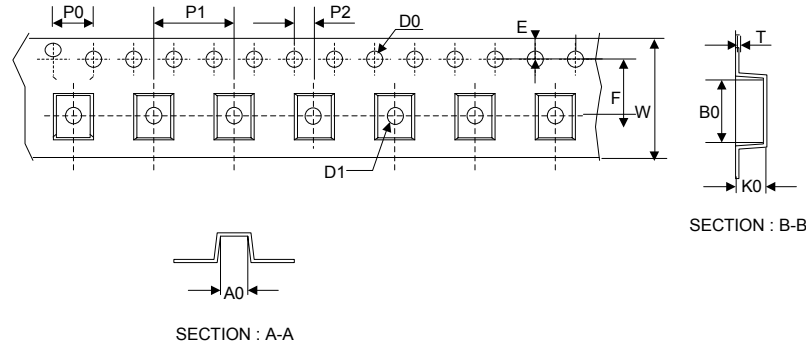 P0
P1
P2
D0
E
T
F
W
B0
D1
K0
SECTION : B-B
A0
SECTION : A-A